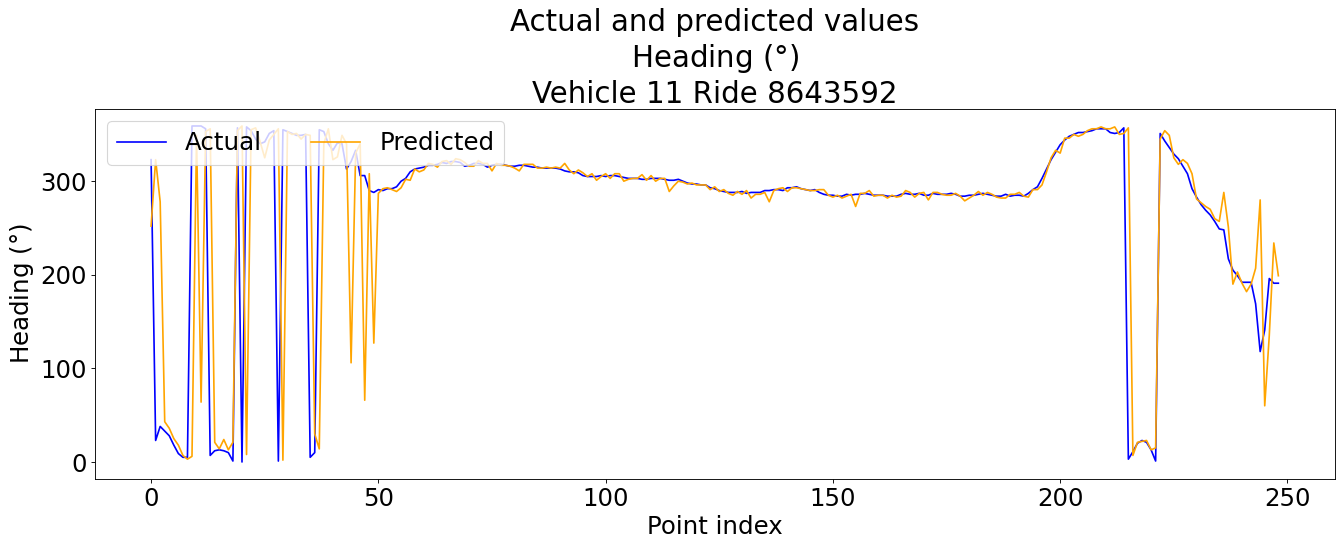 Actual and predicted values
Heading (°)
Vehicle 11 Ride 8643592
Actual
Predicted
Heading (°)
300
200
100
0
0
50
100
150
200
250
Point index